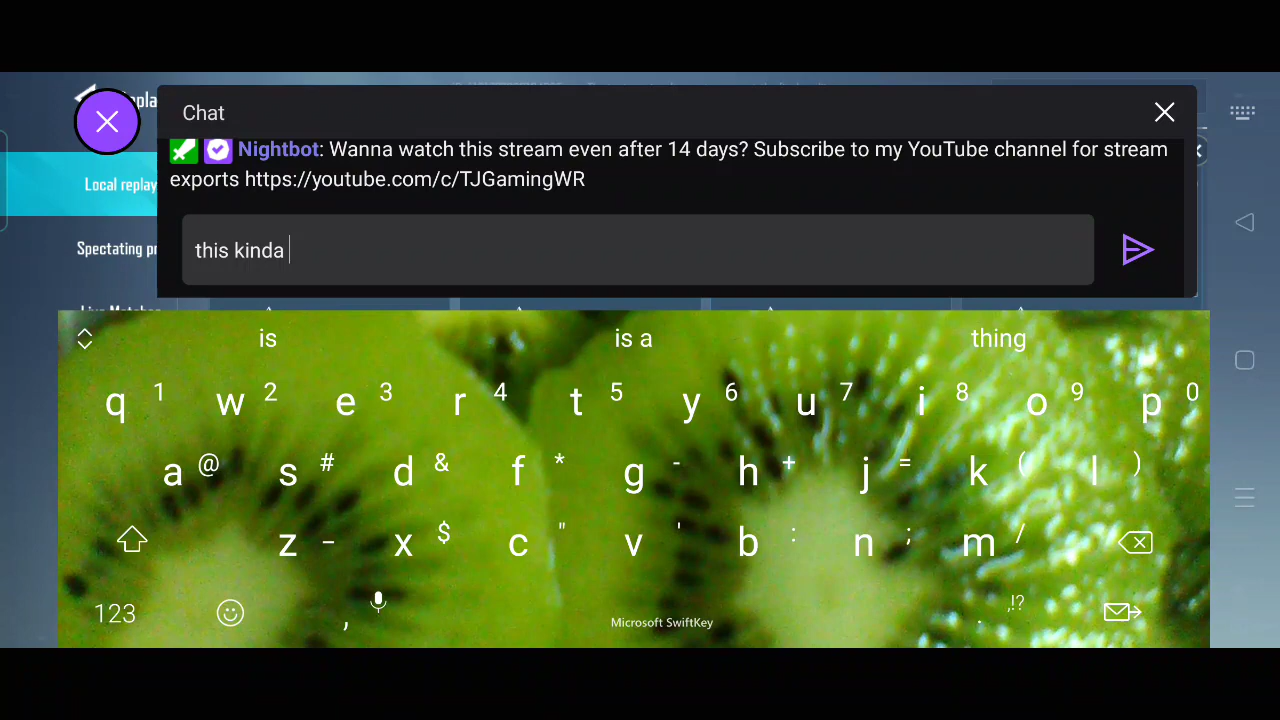 Chat
Nightbot: Wanna watch this stream even after 14 days? Subscribe to my YouTube channel for stream
exports https://youtube.com/c/TJGamingWR
Local replay
this kinda
Spectating
is is a thing
q 1 w 2 e 3 r 4 t 5 y 6 u 7 i 8 o 9 p 0
a @ s # d & f * g - h + j = k ( l )
z _ x $ c " v ' b : n ; m /
123 , Microsoft SwiftKey . ,!?